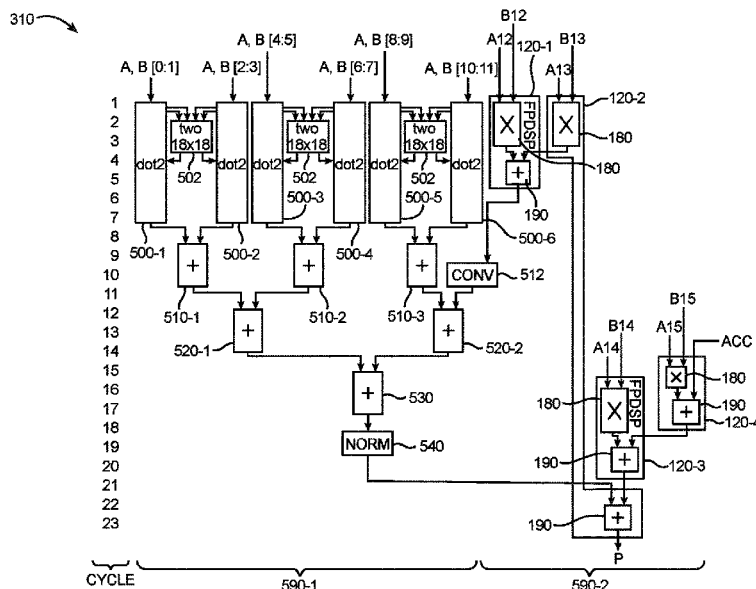 310
B12
B13
A12
120-1
A13
A, B [4:5]
A, B [8:9]
A, B [0:1]
A, B [2:3]
A, B [6:7]
A, B [10:11]
120-2
1
2
3
4
5
6
7
8
9
10
11
12
13
14
15
16
17
18
19
20
21
22
23
two
18x18
502
two
18x18
502
two
18x18
502
dot2
dot2
dot2
dot2
dot2
dot2
FPDSP
X
X
180
180
+
190
500-3
500-5
500-1
500-2
500-4
500-6
+
+
+
CONV
512
510-1
510-2
510-3
+
+
520-1
520-2
B15
A15
B14
A14
ACC
+
530
X
180
180
X
FPDSP
190
+
120-4
NORM
540
190
+
120-3
190
+
P
CYCLE
590-1
590-2